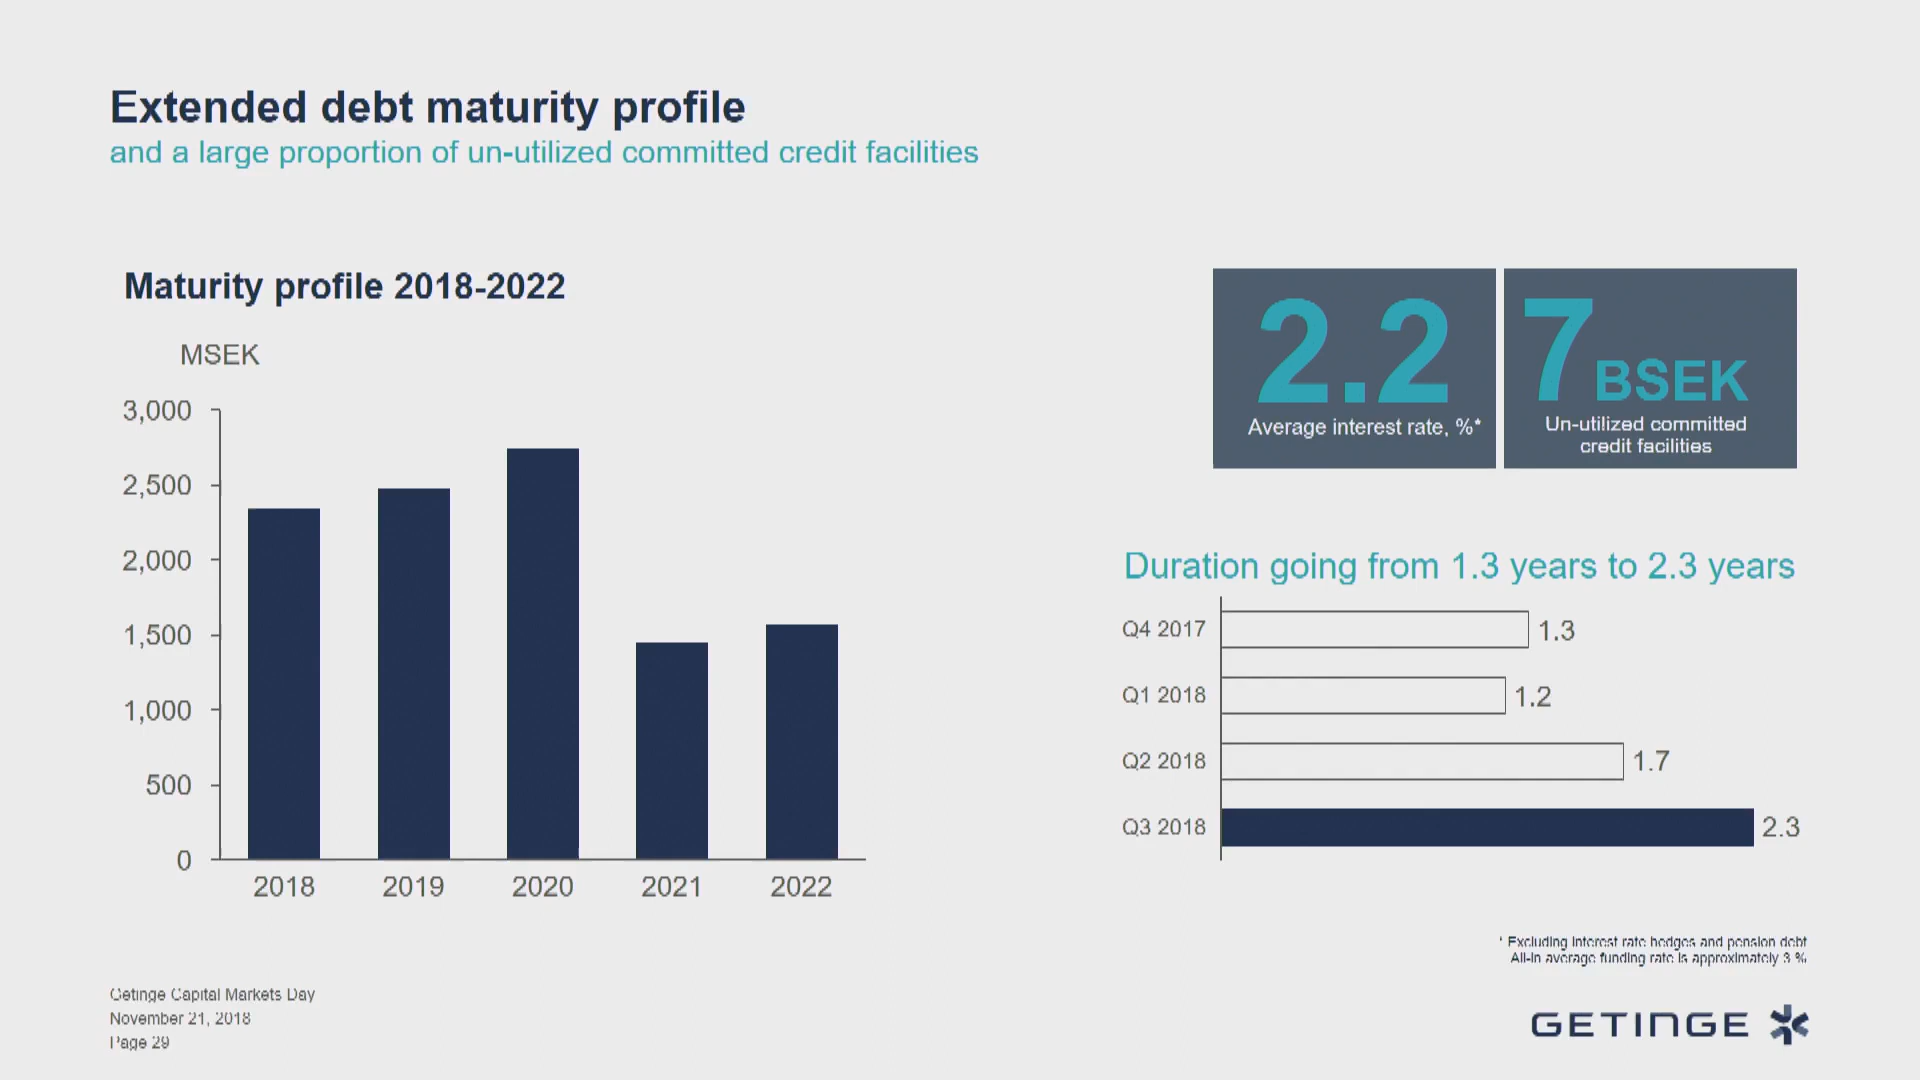 Extended debt maturity profile
and a large proportion of un-utilized committed credit facilities
Maturity profile 2018-2022
MSEK
3,000
2,500
2,000
1,500
1,000
500
0
2018 2019 2020 2021 2022
2.2
Average interest rate, %*
7 BSEK
Un-utilized committed
credit facilities
Duration going from 1.3 years to 2.3 years
Q4 2017 1.3
Q1 2018 1.2
Q2 2018 1.7
Q3 2018 2.3
* Excluding interest rate hedges and pension debt
All-in average funding rate is approximately 3 %
Getinge Capital Markets Day
November 21, 2018
Page 29
GETINGE